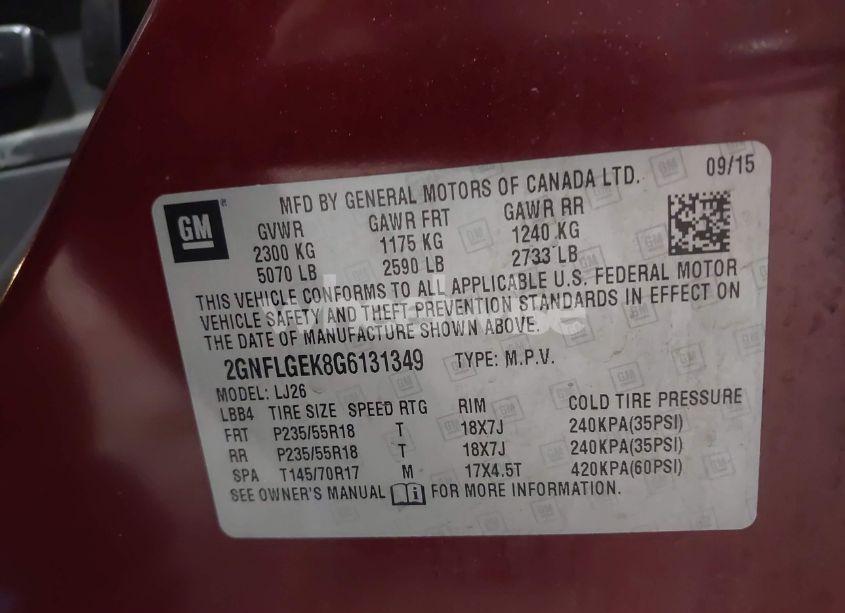 09/15
MFD BY GENERAL MOTORS OF CANADA LTD.
GM
GVWR GAWR FRT GAWR RR
2300 KG 1175 KG 1240 KG
5070 LB 2590 LB 2733 LB
THIS VEHICLE CONFORMS TO ALL APPLICABLE U.S. FEDERAL MOTOR
VEHICLE SAFETY AND THEFT PREVENTION STANDARDS IN EFFECT ON
THE DATE OF MANUFACTURE SHOWN ABOVE.
2GNFLGEK8G6131349 TYPE: M.P.V.
MODEL: LJ26
LBB4 TIRE SIZE SPEED RTG RIM COLD TIRE PRESSURE
FRT P235/55R18 T 18X7J 240KPA(35PSI)
RR P235/55R18 T 18X7J 240KPA(35PSI)
SPA T145/70R17 M 17X4.5T 420KPA(60PSI)
SEE OWNER'S MANUAL i FOR MORE INFORMATION.